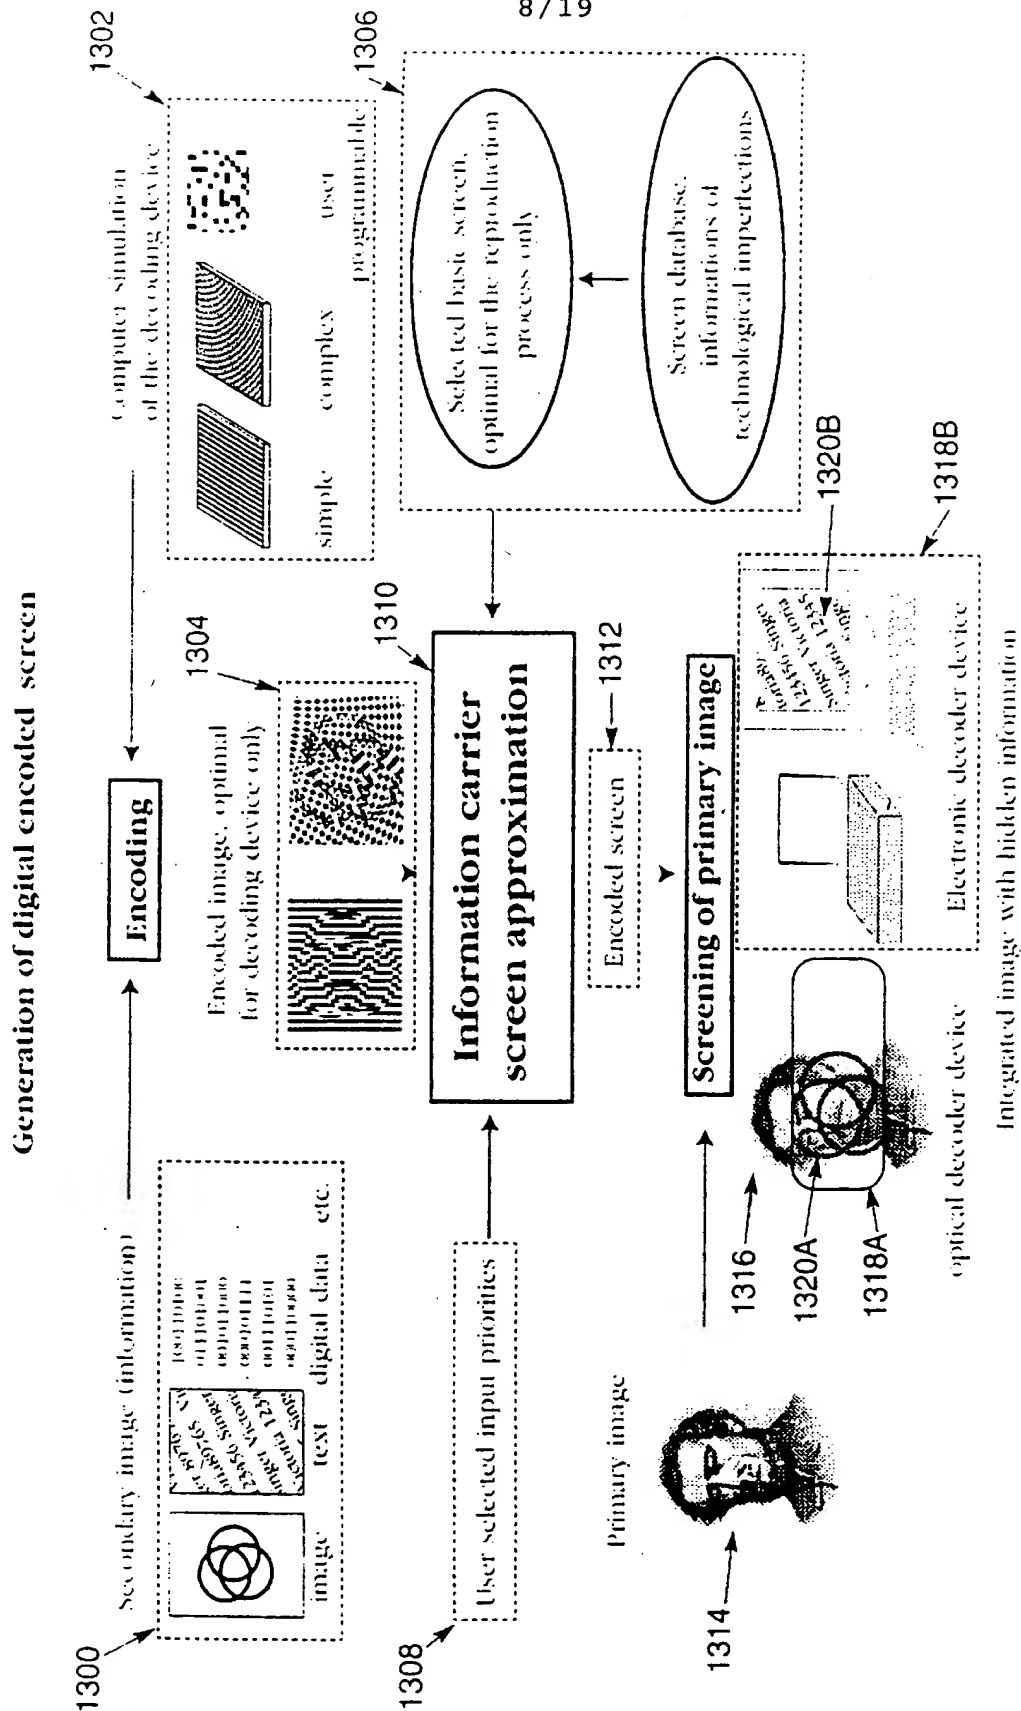 8/19
Generation of digital encoded screen
Secondary image (information)
1300
image
text
digital data
etc.
Encoding
Computer simulation
of the decoding device
1302
simple
complex
user
programmable
Encoded image, optimal
for decoding device only
1304
1306
Selected basic screen,
optimal for the reproduction
process only
Screen database,
informations of
technological imperfections
User selected input priorities
1308
Information carrier
screen approximation
1310
Encoded screen
1312
Primary image
1314
Screening of primary image
1316
1320A
1318A
optical decoder device
1320B
1318B
Electronic decoder device
Integrated image with hidden information